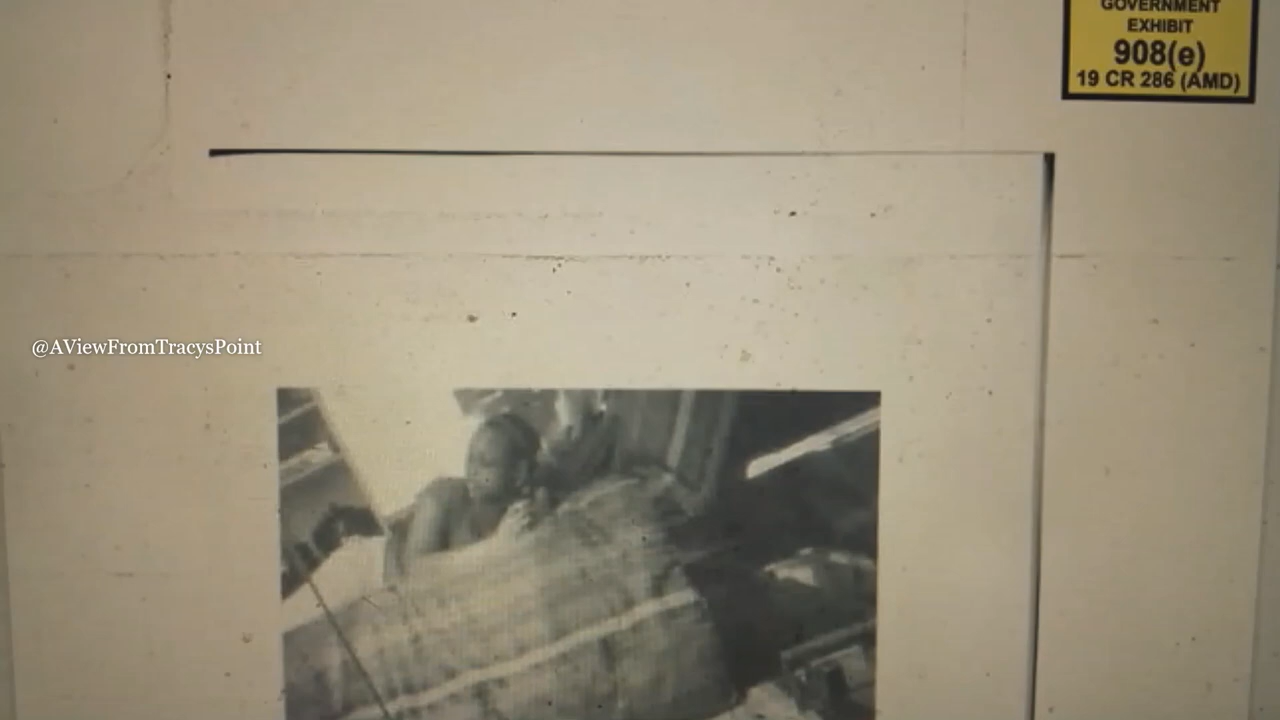 GOVERNMENT
EXHIBIT
908(e)
19 CR 286 (AMD)
@AViewFromTracysPoint